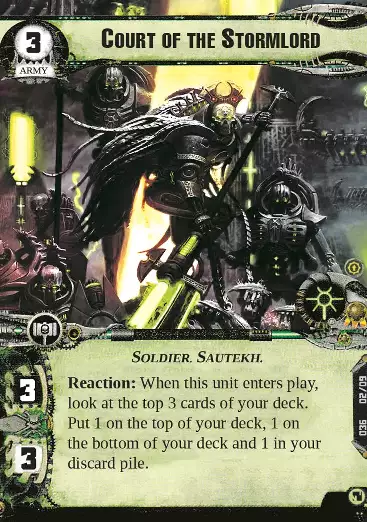 3
COURT OF THE STORMLORD
ARMY
SOLDIER. SAUTEKH.
3
Reaction: When this unit enters play,
look at the top 3 cards of your deck.
Put 1 on the top of your deck, 1 on
the bottom of your deck and 1 in your
discard pile.
3
036
02/09